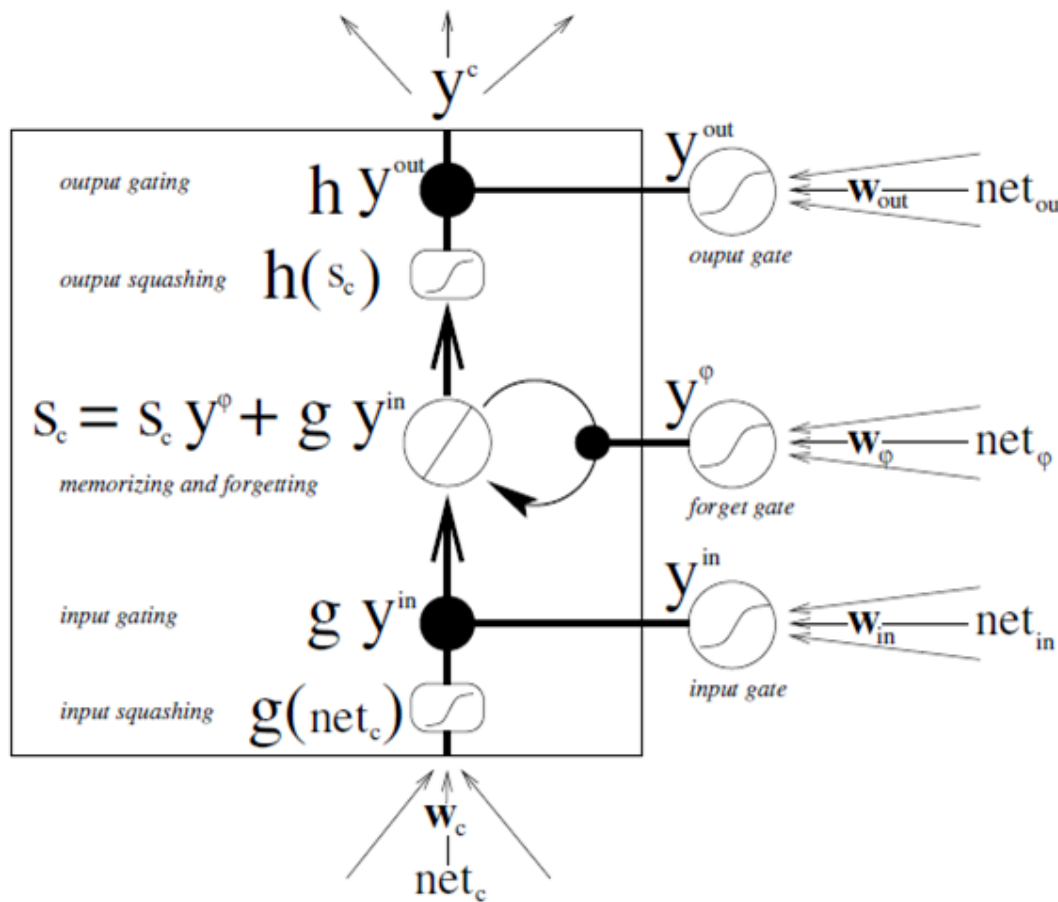 y^c
y^out
output gating h y^out w_out net_ou
output squashing h(s_c) ouput gate
y^φ
s_c = s_c y^φ + g y^in w_φ net_φ
memorizing and forgetting forget gate
y^in
input gating g y^in w_in net_in
input squashing g(net_c) input gate
w_c
net_c